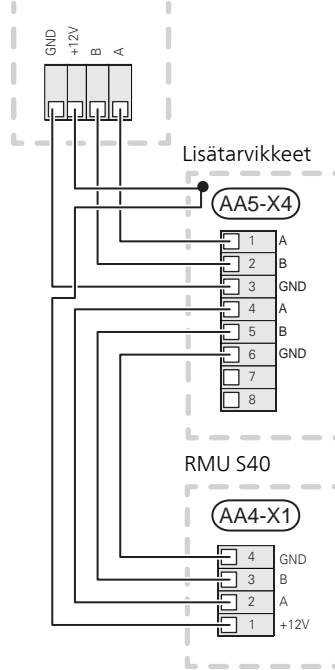 GND +12V B A
Lisätarvikkeet
AA5-X4
1 A
2 B
3 GND
4 A
5 B
6 GND
7
8
RMU S40
AA4-X1
4 GND
3 B
2 A
1 +12V